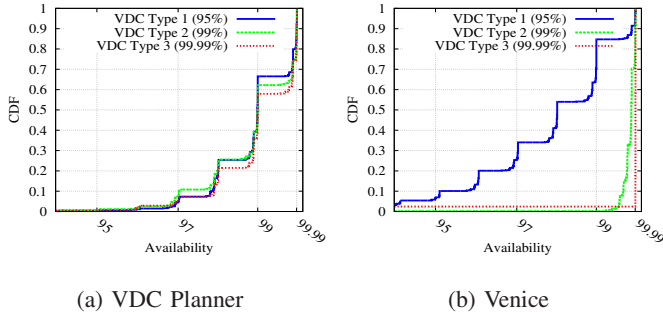 VDC Type 1 (95%)
VDC Type 2 (99%)
VDC Type 3 (99.99%)
1
0.9
0.8
0.7
0.6
0.5
0.4
0.3
0.2
0.1
0
CDF
95
97
99
99.99
Availability
(a) VDC Planner
VDC Type 1 (95%)
VDC Type 2 (99%)
VDC Type 3 (99.99%)
1
0.9
0.8
0.7
0.6
0.5
0.4
0.3
0.2
0.1
0
CDF
95
97
99
99.99
Availability
(b) Venice